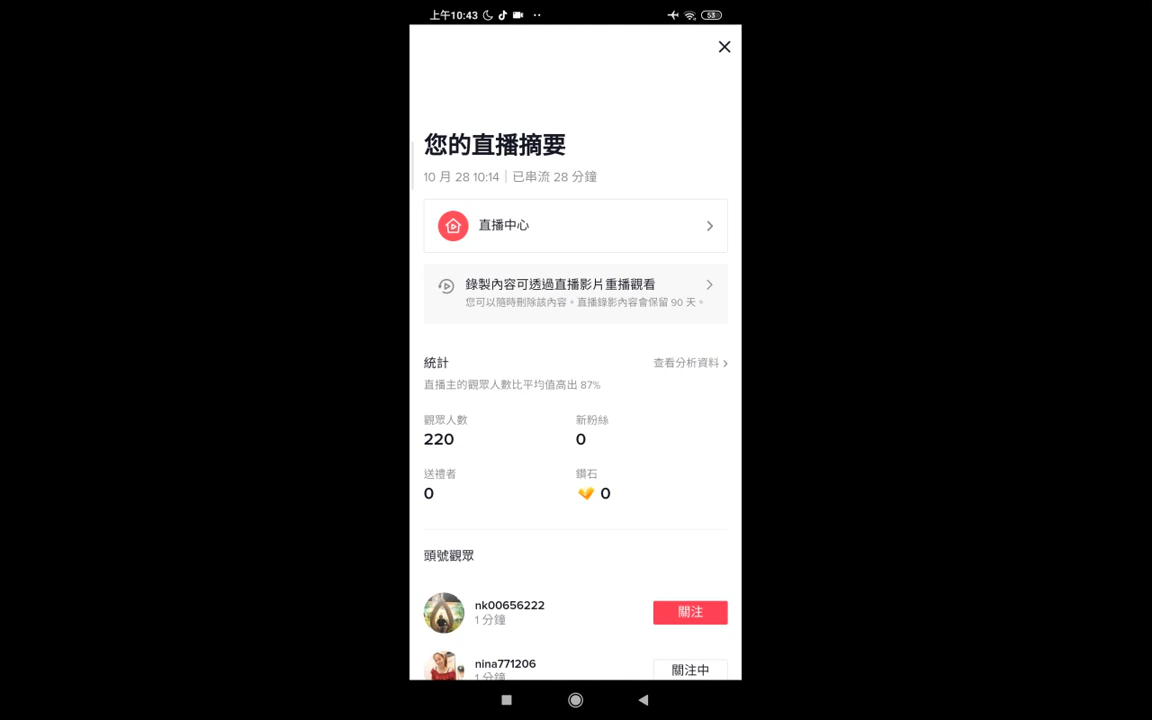 上午10:43
53
您的直播摘要
10 月 28 10:14｜已串流 28 分鐘
直播中心
錄製內容可透過直播影片重播觀看
您可以隨時刪除該內容。直播錄影內容會保留 90 天。
統計
查看分析資料
直播主的觀眾人數比平均值高出 87%
觀眾人數
新粉絲
220
0
送禮者
鑽石
0
0
頭號觀眾
nk00656222
1 分鐘
關注
nina771206
1 分鐘
關注中